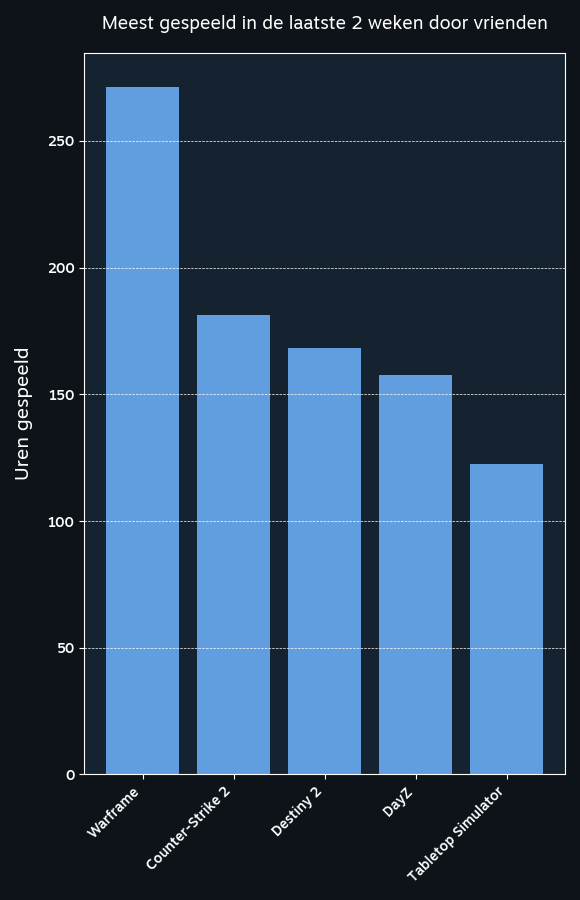 Meest gespeeld in de laatste 2 weken door vrienden
Uren gespeeld
250
200
150
100
50
0
Warframe
Counter-Strike 2
Destiny 2
DayZ
Tabletop Simulator